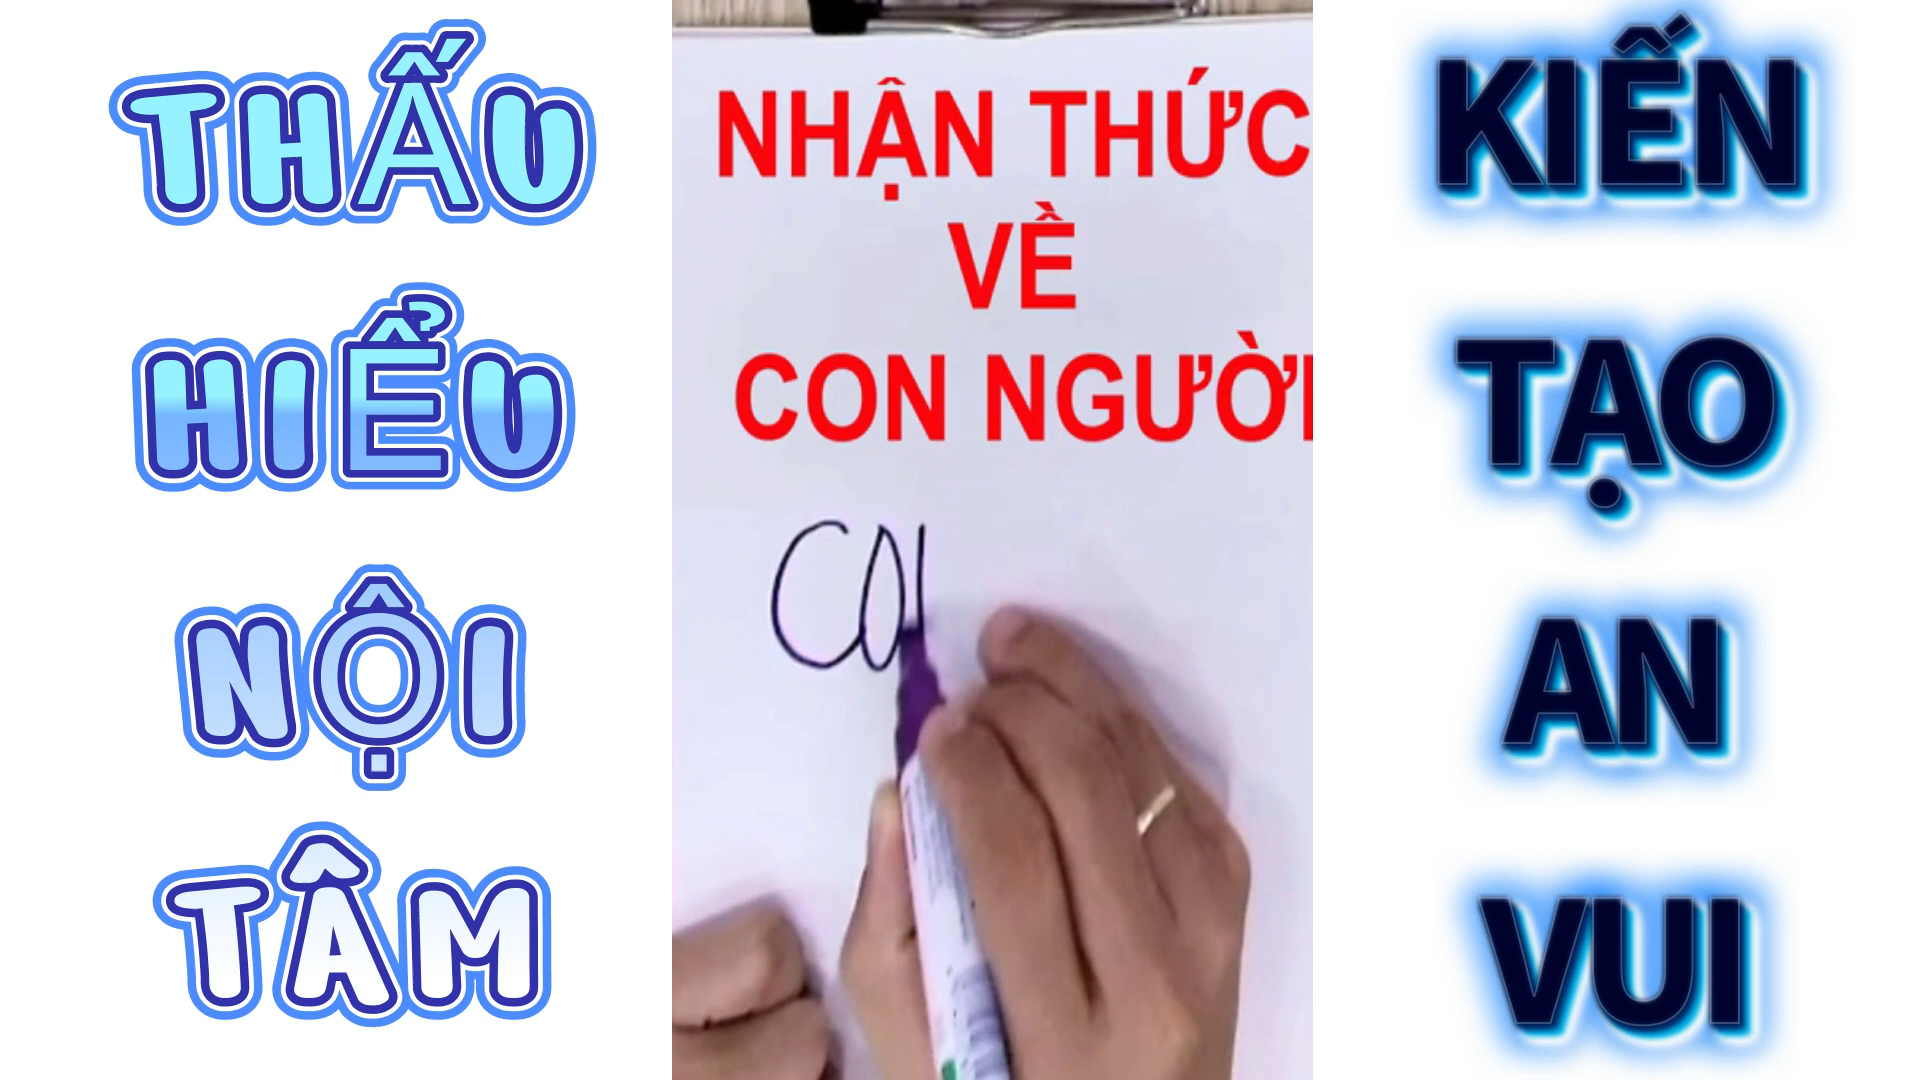 THẤU
HIỂU
NỘI
TÂM
NHẬN THỨC
VỀ
CON NGƯỜI
CO
KIẾN
TẠO
AN
VUI